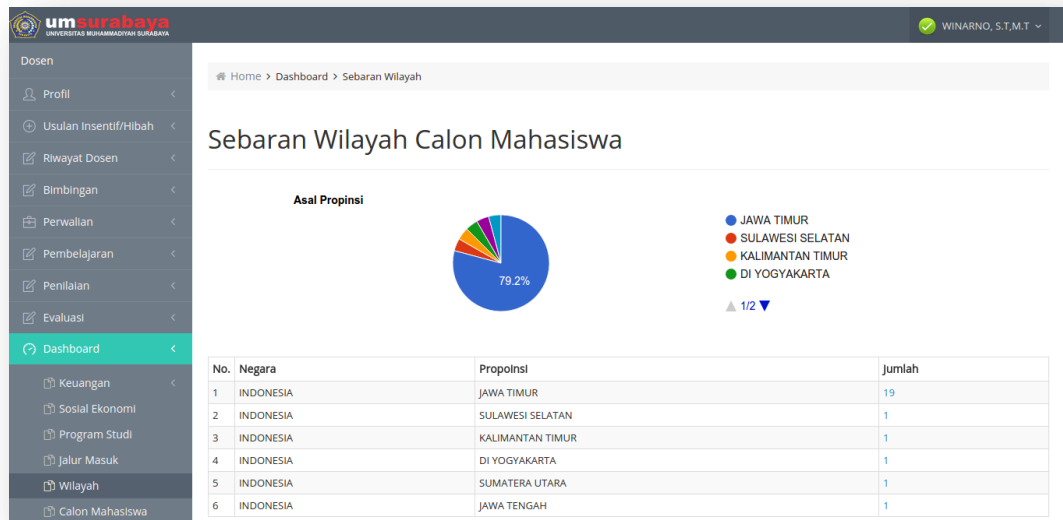 umsurabaya
UNIVERSITAS MUHAMMADIYAH SURABAYA
WINARNO, S.T,M.T
Dosen
Profil
Usulan Insentif/Hibah
Riwayat Dosen
Bimbingan
Perwalian
Pembelajaran
Penilaian
Evaluasi
Dashboard
Keuangan
Sosial Ekonomi
Program Studi
Jalur Masuk
Wilayah
Calon Mahasiswa
Home > Dashboard > Sebaran Wilayah
Sebaran Wilayah Calon Mahasiswa
Asal Propinsi
79.2%
JAWA TIMUR
SULAWESI SELATAN
KALIMANTAN TIMUR
DI YOGYAKARTA
1/2
No. Negara Propoinsi Jumlah
1 INDONESIA JAWA TIMUR 19
2 INDONESIA SULAWESI SELATAN 1
3 INDONESIA KALIMANTAN TIMUR 1
4 INDONESIA DI YOGYAKARTA 1
5 INDONESIA SUMATERA UTARA 1
6 INDONESIA JAWA TENGAH 1